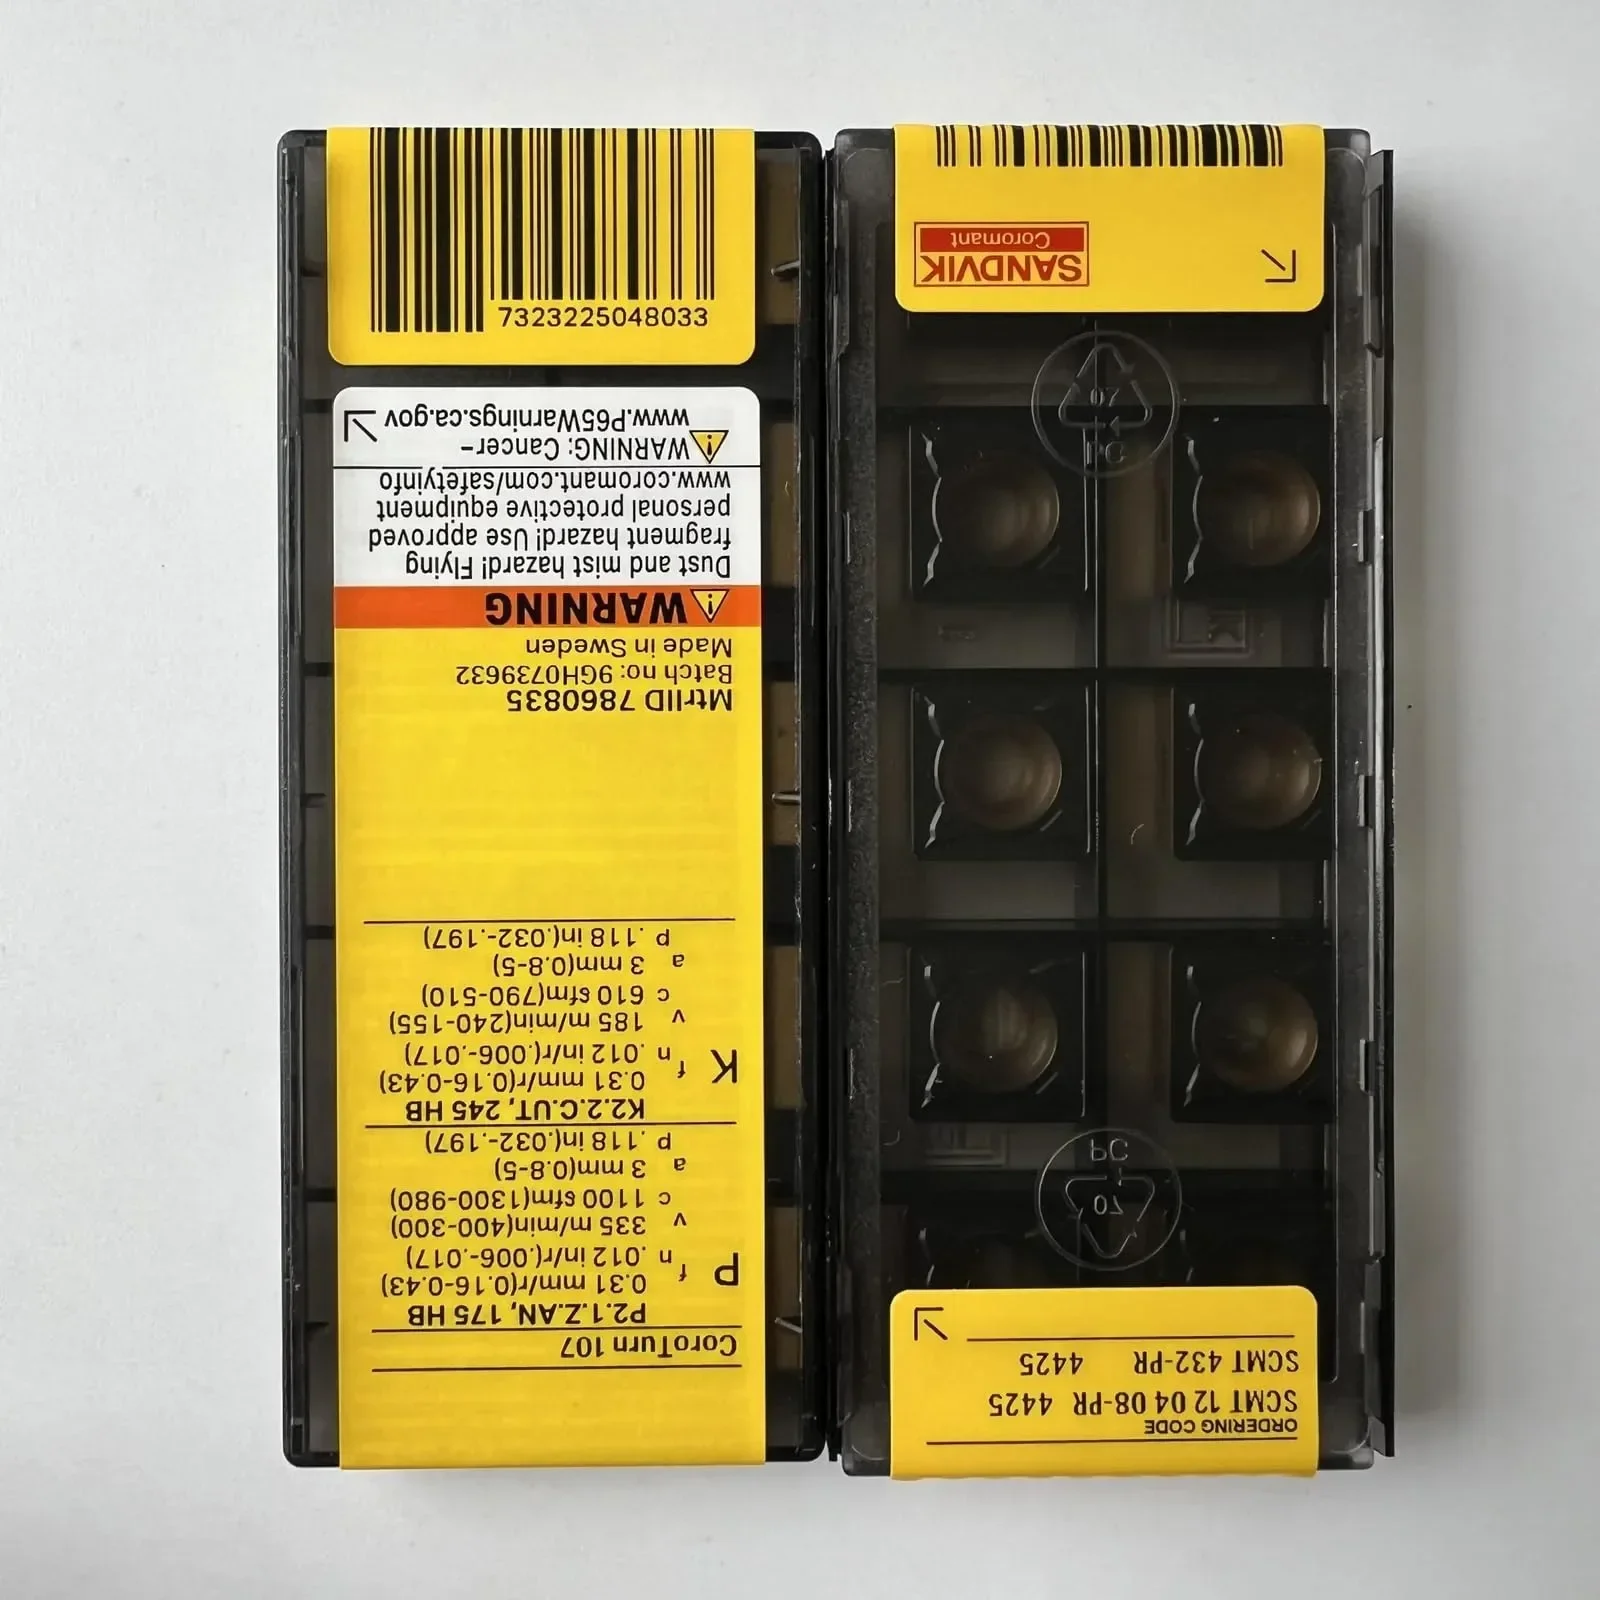 7323225048033
CoroTurn 107
P2.1.Z.AN, 175 HB
P
f n 0.31 mm/r(0.16-0.43)
.012 in/r(.006-.017)
v c 335 m/min(400-300)
1100 sfm(1300-980)
a p 3 mm(0.8-5)
.118 in(.032-.197)
K2.2.C.UT, 245 HB
K
f n 0.31 mm/r(0.16-0.43)
.012 in/r(.006-.017)
v c 185 m/min(240-155)
610 sfm(790-510)
a p 3 mm(0.8-5)
.118 in(.032-.197)
MtrlID 7860835
Batch no: 9GH0739632
Made in Sweden
WARNING
Dust and mist hazard! Flying
fragment hazard! Use approved
personal protective equipment
www.coromant.com/safetyinfo
WARNING: Cancer-
www.P65Warnings.ca.gov
ORDERING CODE
SCMT 12 04 08-PR 4425
SCMT 432-PR 4425
07
PC
07
PC
SANDVIK
Coromant